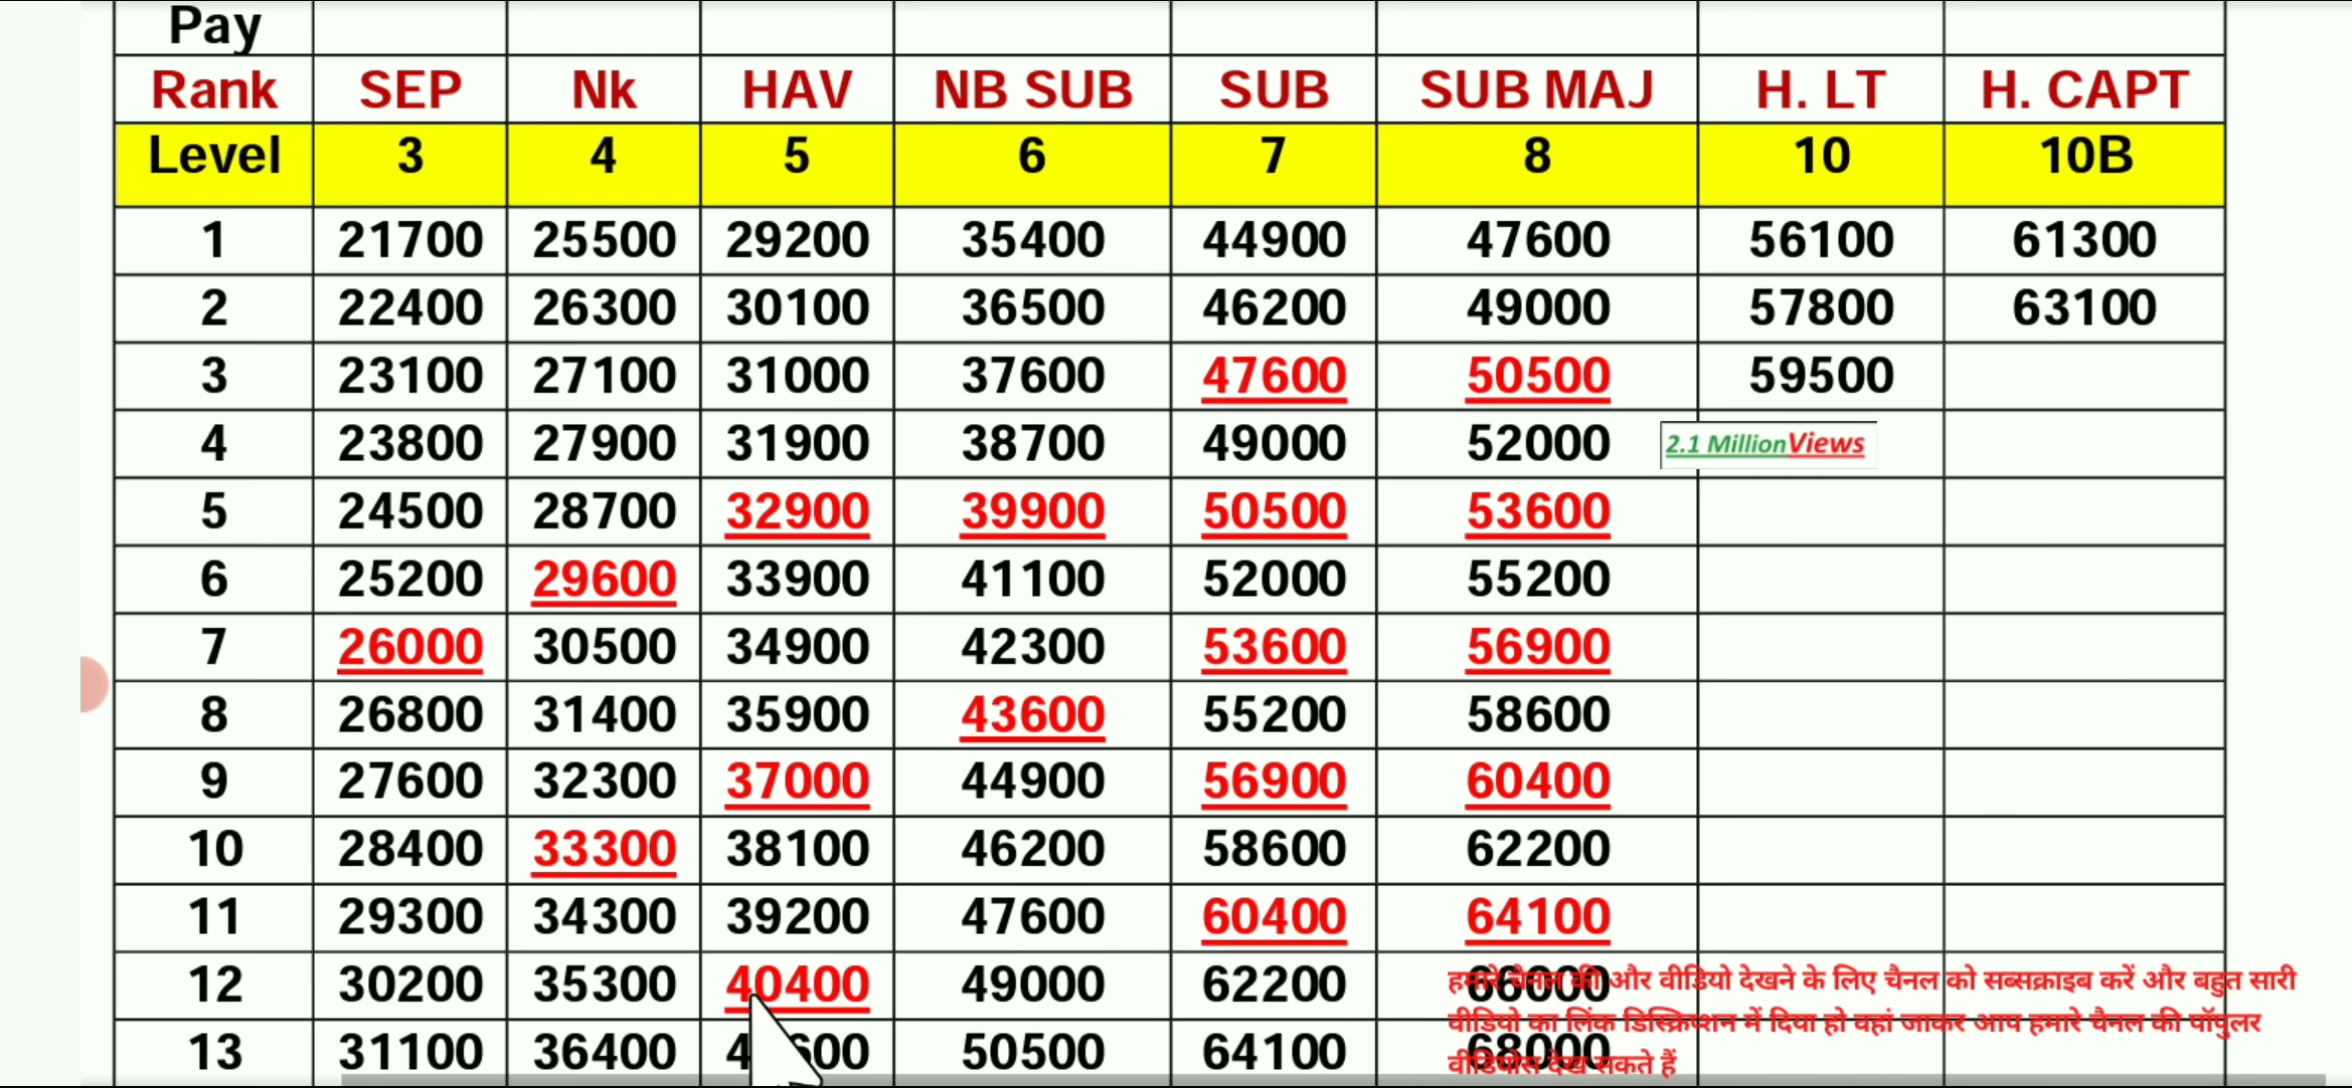 Pay
Rank SEP Nk HAV NB SUB SUB SUB MAJ H. LT H. CAPT
Level 3 4 5 6 7 8 10 10B
1 21700 25500 29200 35400 44900 47600 56100 61300
2 22400 26300 30100 36500 46200 49000 57800 63100
3 23100 27100 31000 37600 47600 50500 59500
4 23800 27900 31900 38700 49000 52000 2.1 MillionViews
5 24500 28700 32900 39900 50500 53600
6 25200 29600 33900 41100 52000 55200
7 26000 30500 34900 42300 53600 56900
8 26800 31400 35900 43600 55200 58600
9 27600 32300 37000 44900 56900 60400
10 28400 33300 38100 46200 58600 62200
11 29300 34300 39200 47600 60400 64100
12 30200 35300 40400 49000 62200 66000
13 31100 36400 50500 64100 68000
हमारे चैनल की और वीडियो देखने के लिए चैनल को सब्सक्राइब करें और बहुत सारी
वीडियो का लिंक डिस्क्रिप्शन में दिया हो वहां जाकर आप हमारे चैनल की पॉपुलर
वीडियोस देख सकते हैं